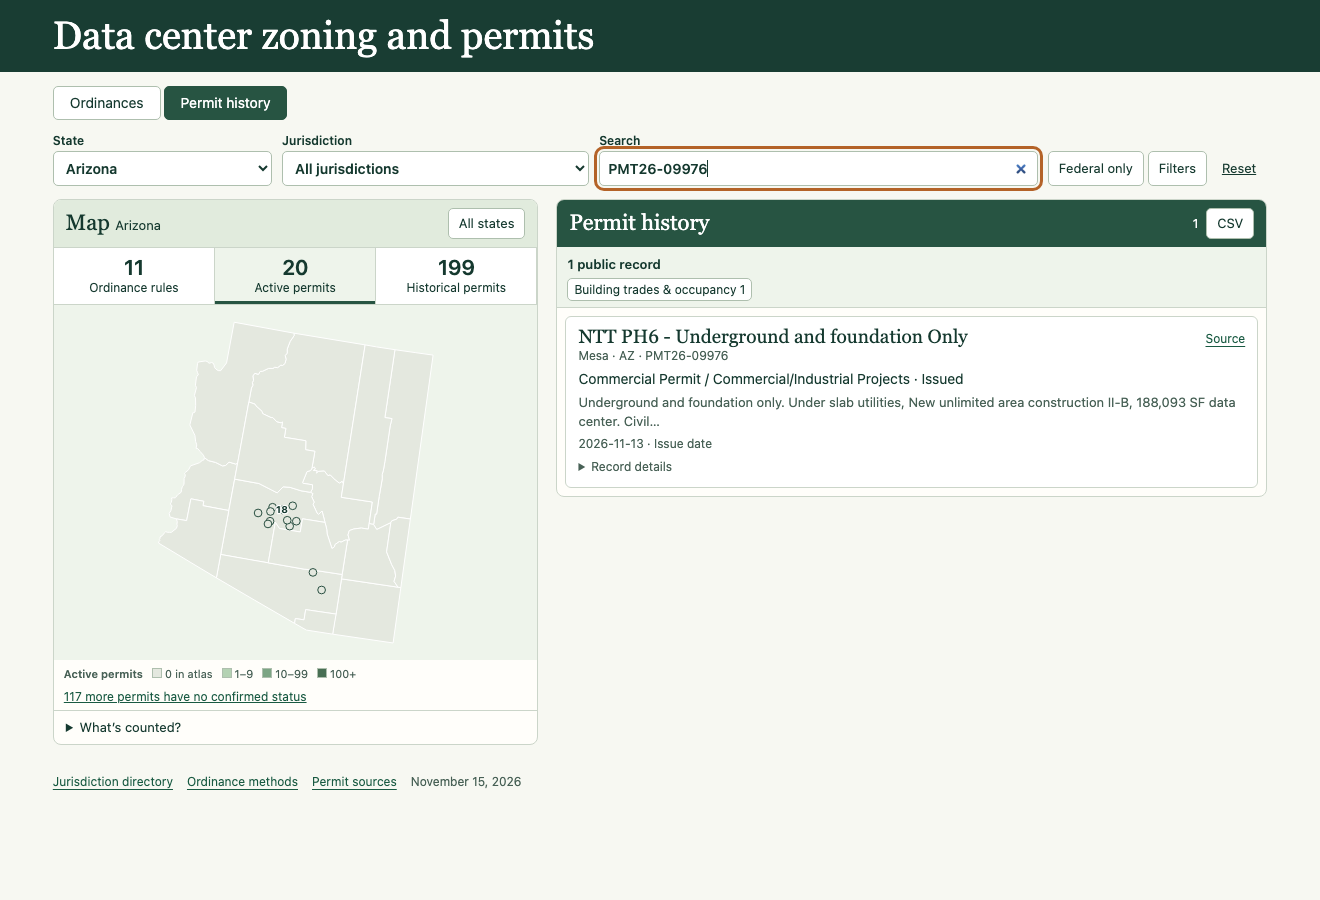 Data center zoning and permits
Ordinances
Permit history
State
Jurisdiction
Search
Arizona
All jurisdictions
PMT26-09976
Federal only
Filters
Reset
Map Arizona
All states
11
Ordinance rules
20
Active permits
199
Historical permits
18
Active permits 0 in atlas 1–9 10–99 100+
117 more permits have no confirmed status
What’s counted?
Permit history
1
CSV
1 public record
Building trades & occupancy 1
NTT PH6 - Underground and foundation Only
Source
Mesa · AZ · PMT26-09976
Commercial Permit / Commercial/Industrial Projects · Issued
Underground and foundation only. Under slab utilities, New unlimited area construction II-B, 188,093 SF data
center. Civil…
2026-11-13 · Issue date
Record details
Jurisdiction directory Ordinance methods Permit sources November 15, 2026